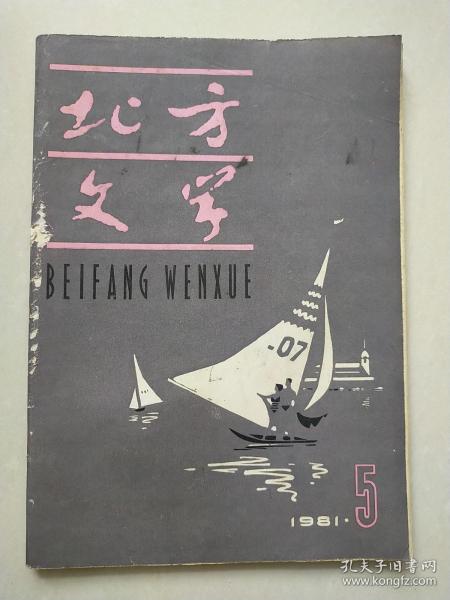 北方
文学
BEIFANG WENXUE
-07
1981·5
孔夫子旧书网
www.kongfz.com